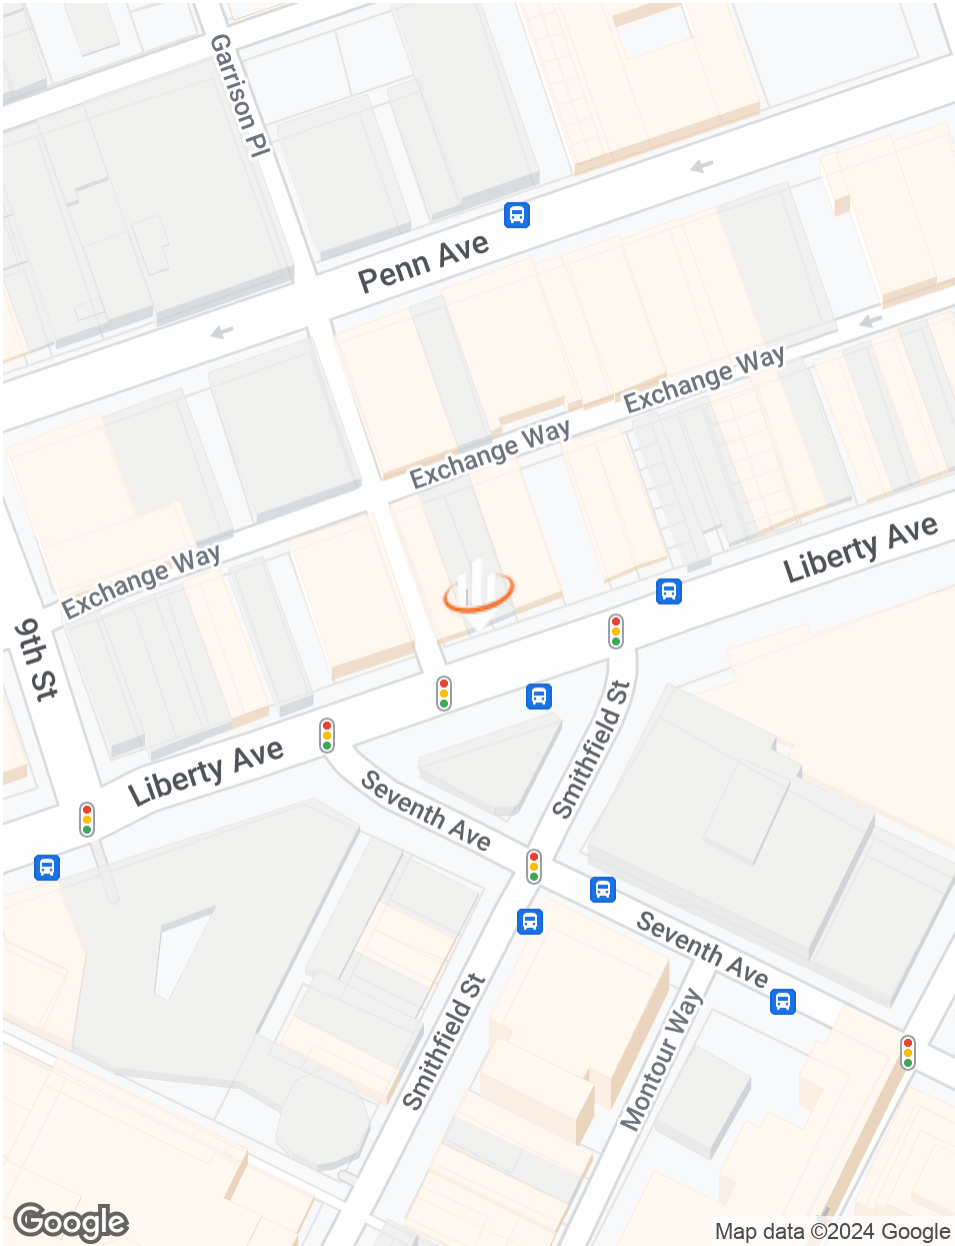 Garrison Pl
Penn Ave
Exchange Way
Exchange Way
Liberty Ave
Exchange Way
9th St
Liberty Ave
Smithfield St
Seventh Ave
Seventh Ave
Smithfield St
Montour Way
Google
Map data ©2024 Google